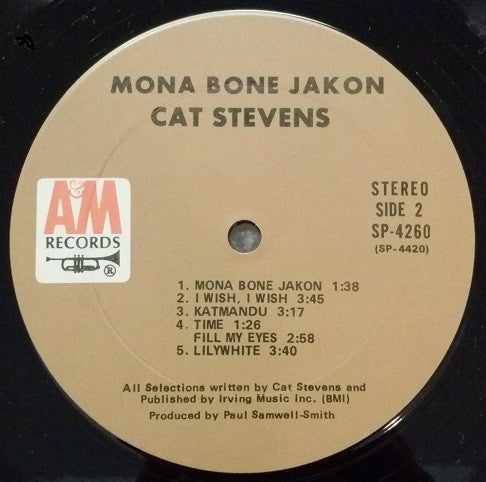 MONA BONE JAKON
CAT STEVENS
A&M
RECORDS
®
STEREO
SIDE 2
SP-4260
(SP-4420)
1. MONA BONE JAKON 1:38
2. I WISH, I WISH 3:45
3. KATMANDU 3:17
4. TIME 1:26
FILL MY EYES 2:58
5. LILYWHITE 3:40
All Selections written by Cat Stevens and
Published by Irving Music Inc. (BMI)
Produced by Paul Samwell-Smith